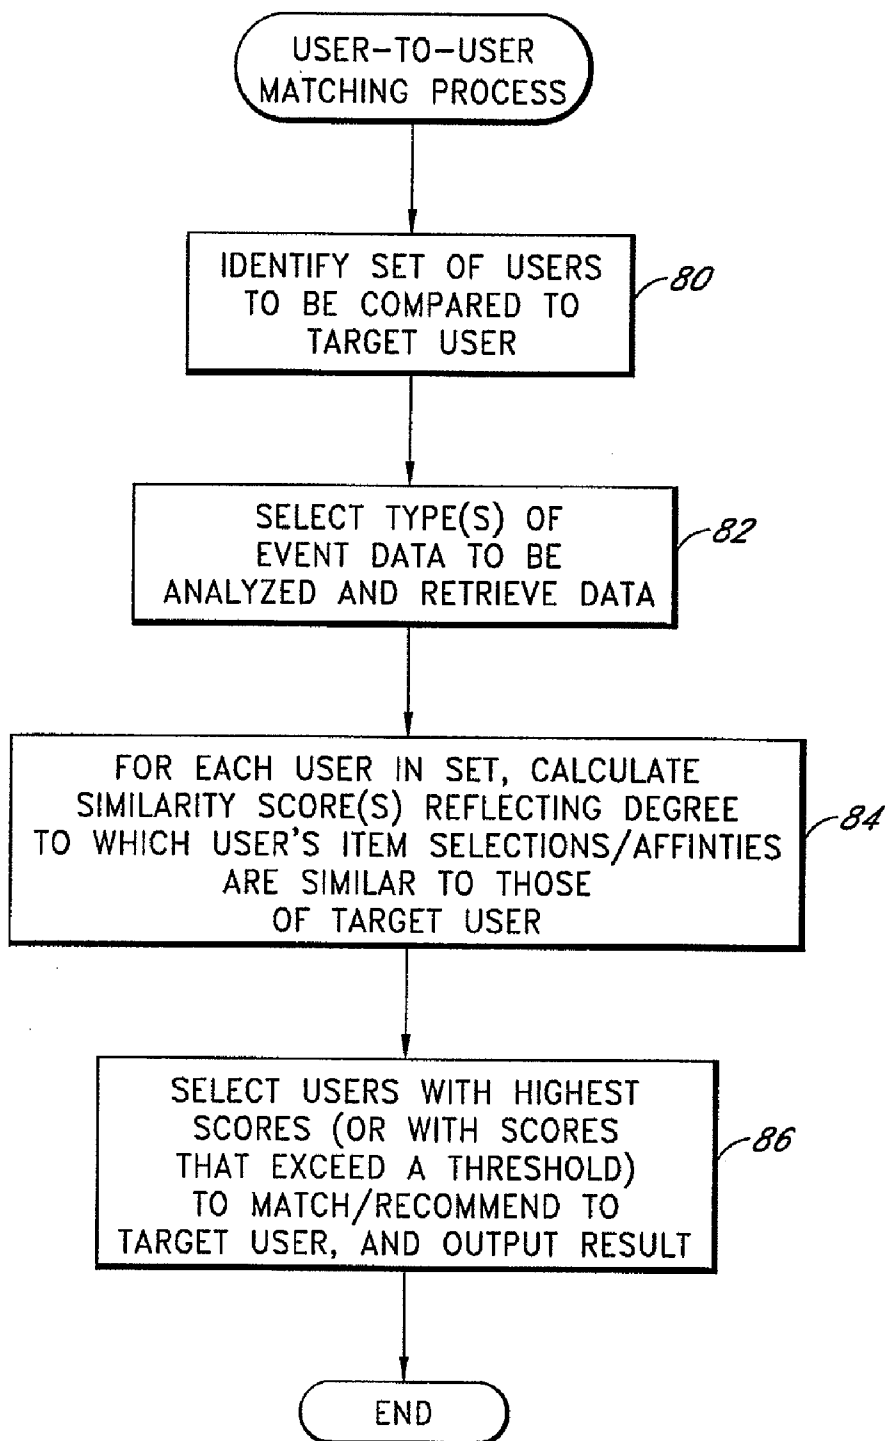 USER-TO-USER
MATCHING PROCESS
IDENTIFY SET OF USERS
TO BE COMPARED TO
TARGET USER
80
SELECT TYPE(S) OF
EVENT DATA TO BE
ANALYZED AND RETRIEVE DATA
82
FOR EACH USER IN SET, CALCULATE
SIMILARITY SCORE(S) REFLECTING DEGREE
TO WHICH USER'S ITEM SELECTIONS/AFFINTIES
ARE SIMILAR TO THOSE
OF TARGET USER
84
SELECT USERS WITH HIGHEST
SCORES (OR WITH SCORES
THAT EXCEED A THRESHOLD)
TO MATCH/RECOMMEND TO
TARGET USER, AND OUTPUT RESULT
86
END